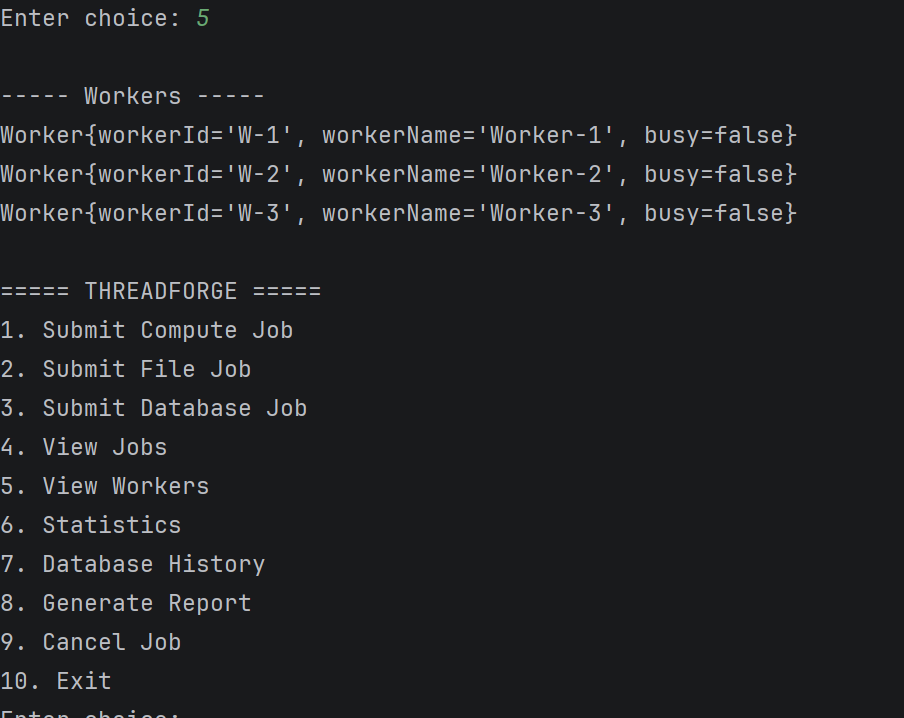 Enter choice: 5
----- Workers -----
Worker{workerId='W-1', workerName='Worker-1', busy=false}
Worker{workerId='W-2', workerName='Worker-2', busy=false}
Worker{workerId='W-3', workerName='Worker-3', busy=false}
===== THREADFORGE =====
1. Submit Compute Job
2. Submit File Job
3. Submit Database Job
4. View Jobs
5. View Workers
6. Statistics
7. Database History
8. Generate Report
9. Cancel Job
10. Exit
Enter choice: